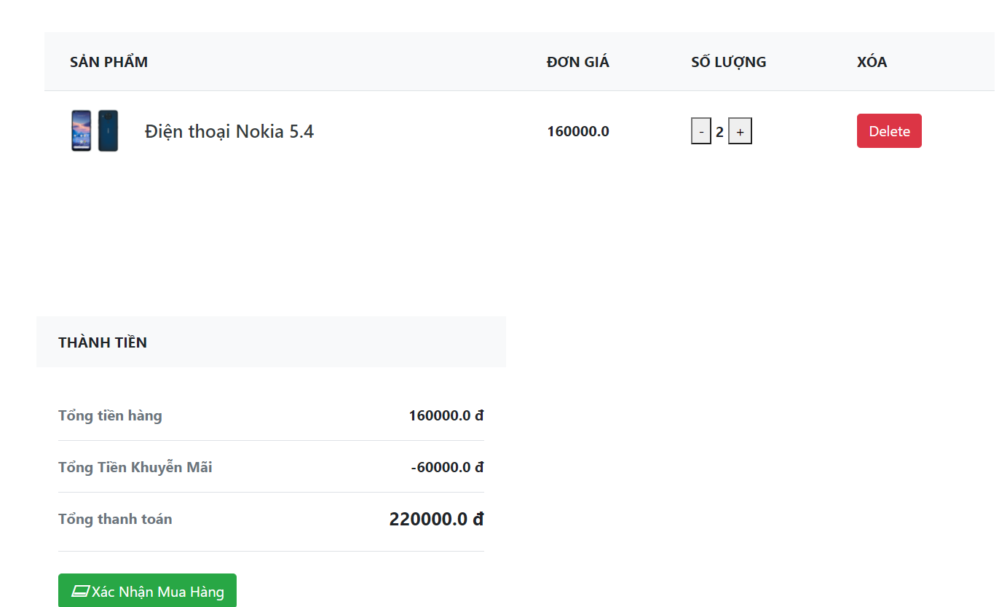 SẢN PHẨM ĐƠN GIÁ SỐ LƯỢNG XÓA
Điện thoại Nokia 5.4 160000.0 - 2 + Delete
THÀNH TIỀN
Tổng tiền hàng 160000.0 đ
Tổng Tiền Khuyễn Mãi -60000.0 đ
Tổng thanh toán 220000.0 đ
Xác Nhận Mua Hàng